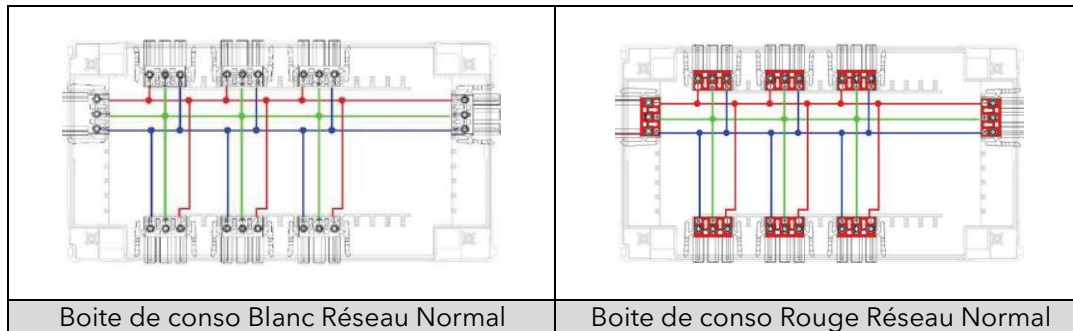 Boite de conso Blanc Réseau Normal
Boite de conso Rouge Réseau Normal